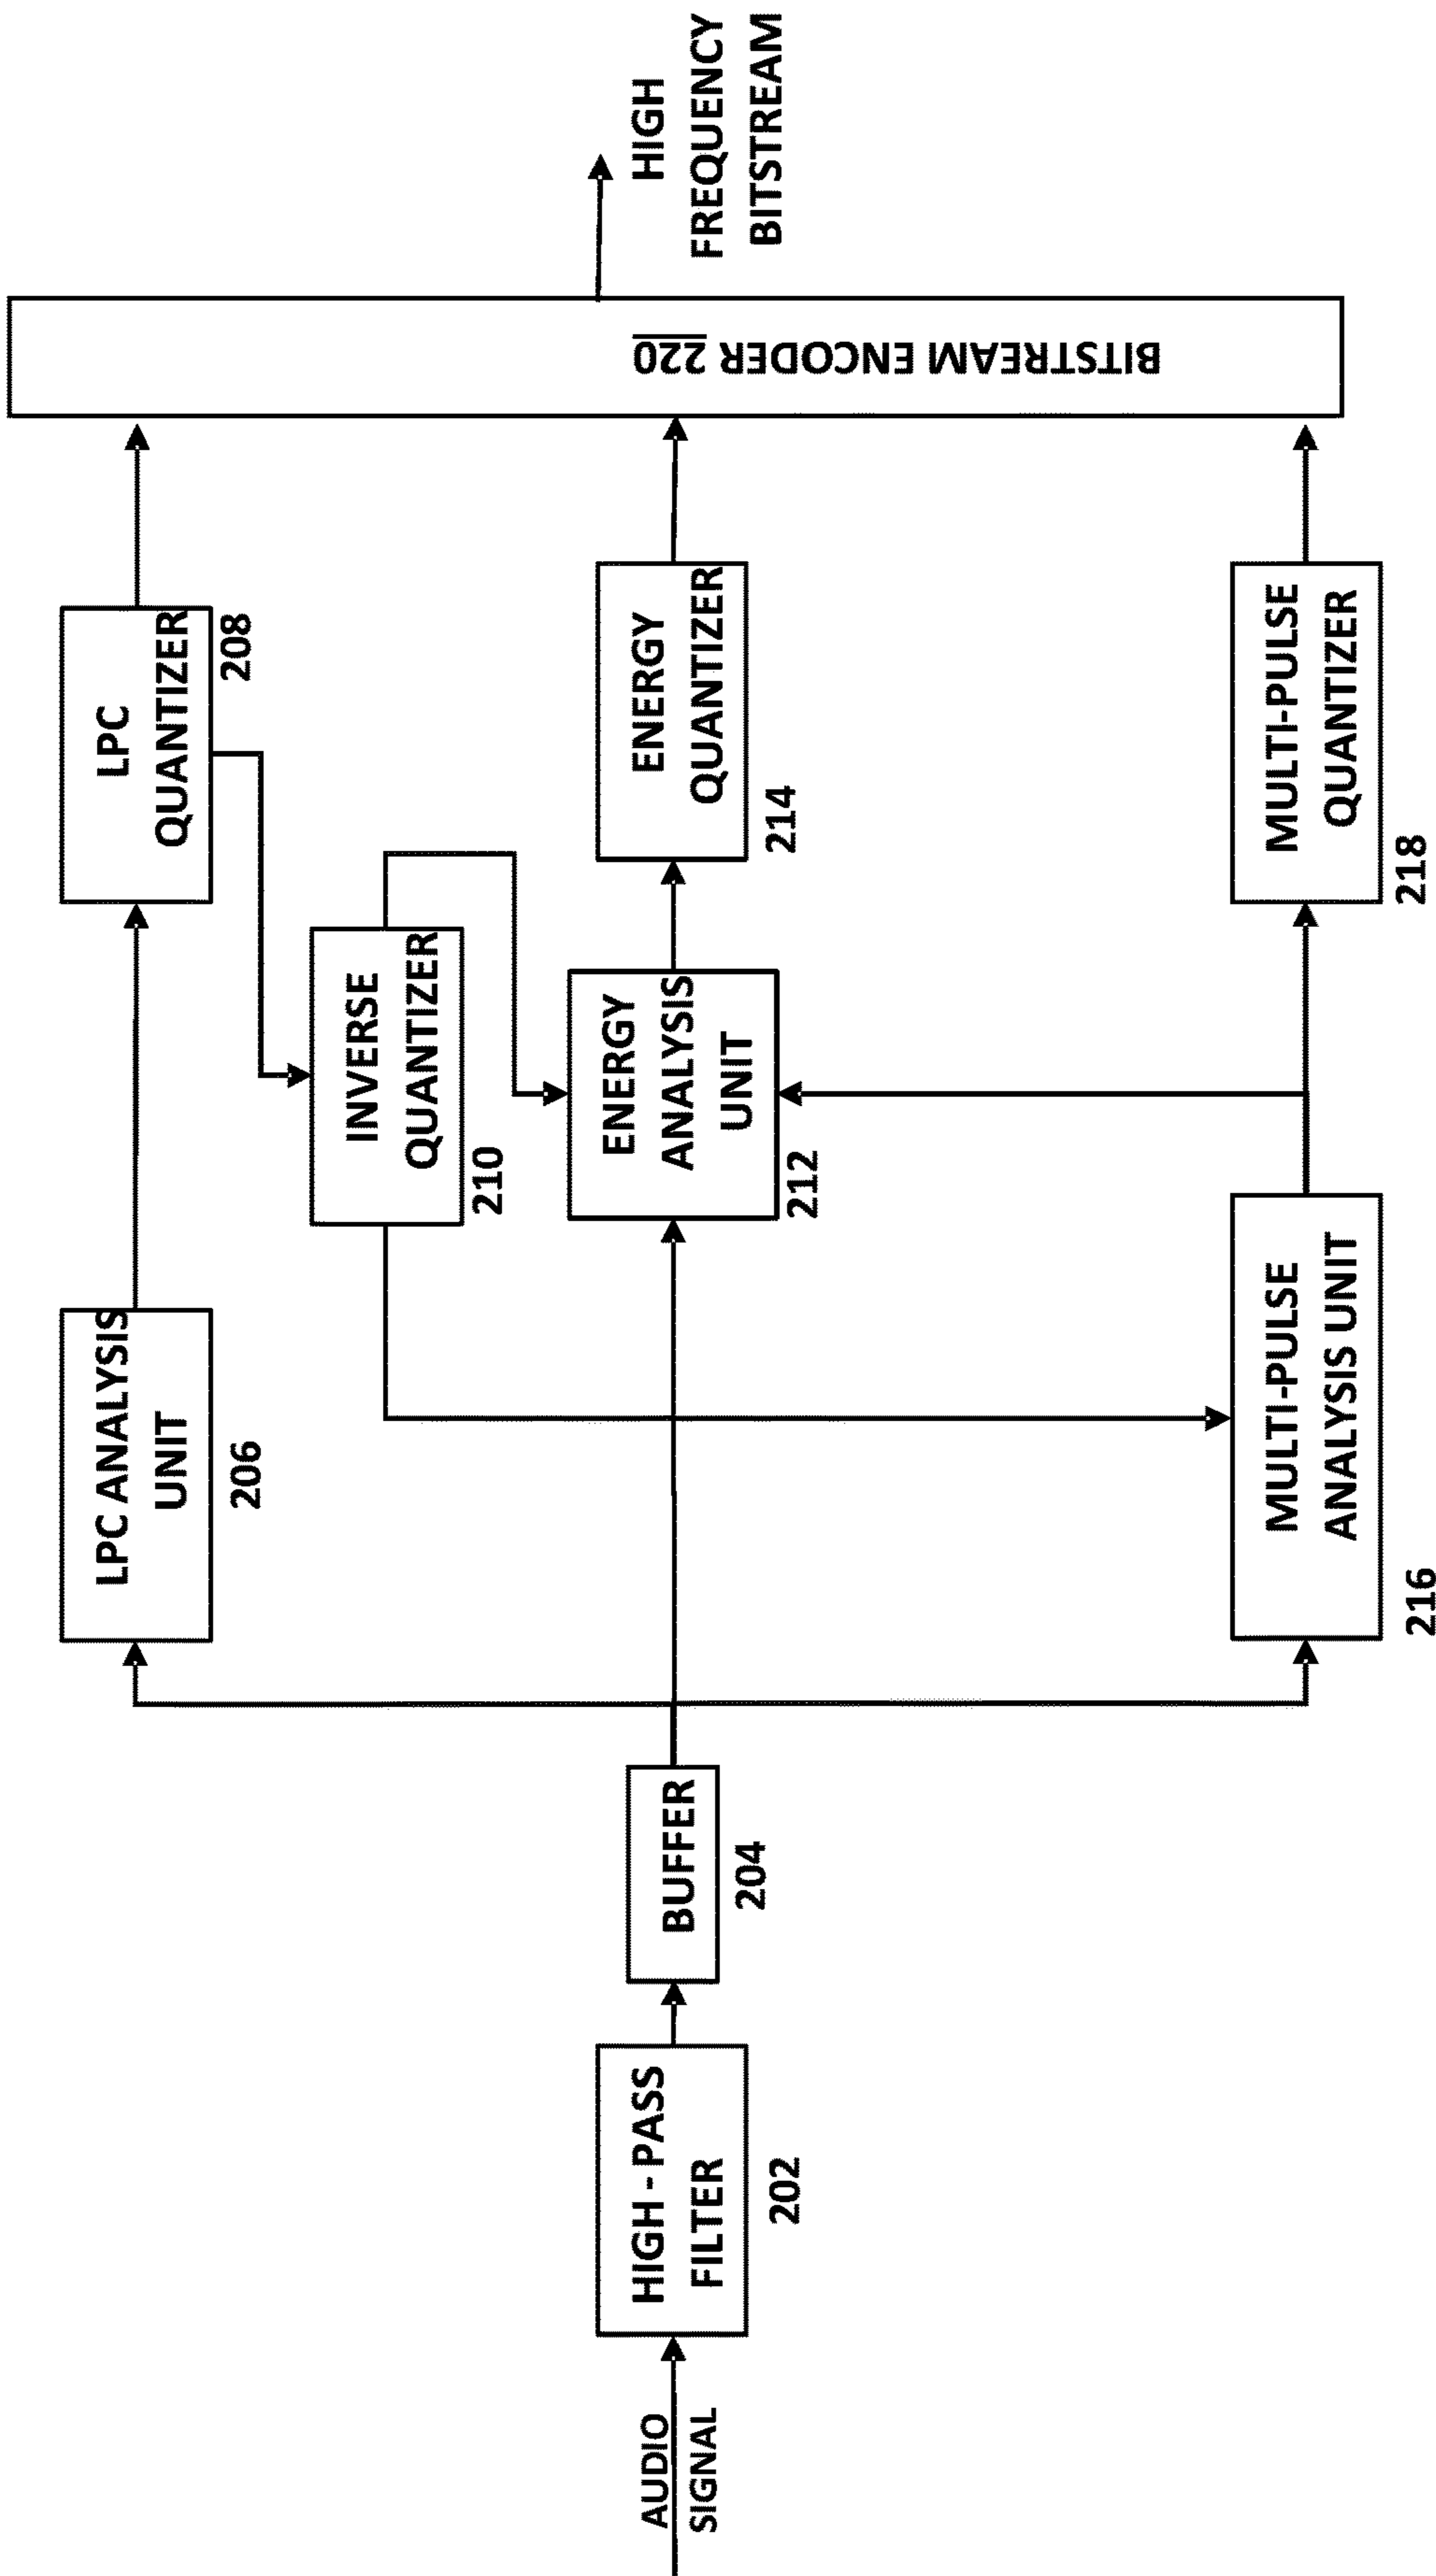 AUDIO
SIGNAL
HIGH - PASS
FILTER
202
BUFFER
204
LPC ANALYSIS
UNIT
206
LPC
QUANTIZER
208
INVERSE
QUANTIZER
210
ENERGY
ANALYSIS
UNIT
212
ENERGY
QUANTIZER
214
MULTI-PULSE
ANALYSIS UNIT
216
MULTI-PULSE
QUANTIZER
218
BITSTREAM ENCODER 220
HIGH
FREQUENCY
BITSTREAM